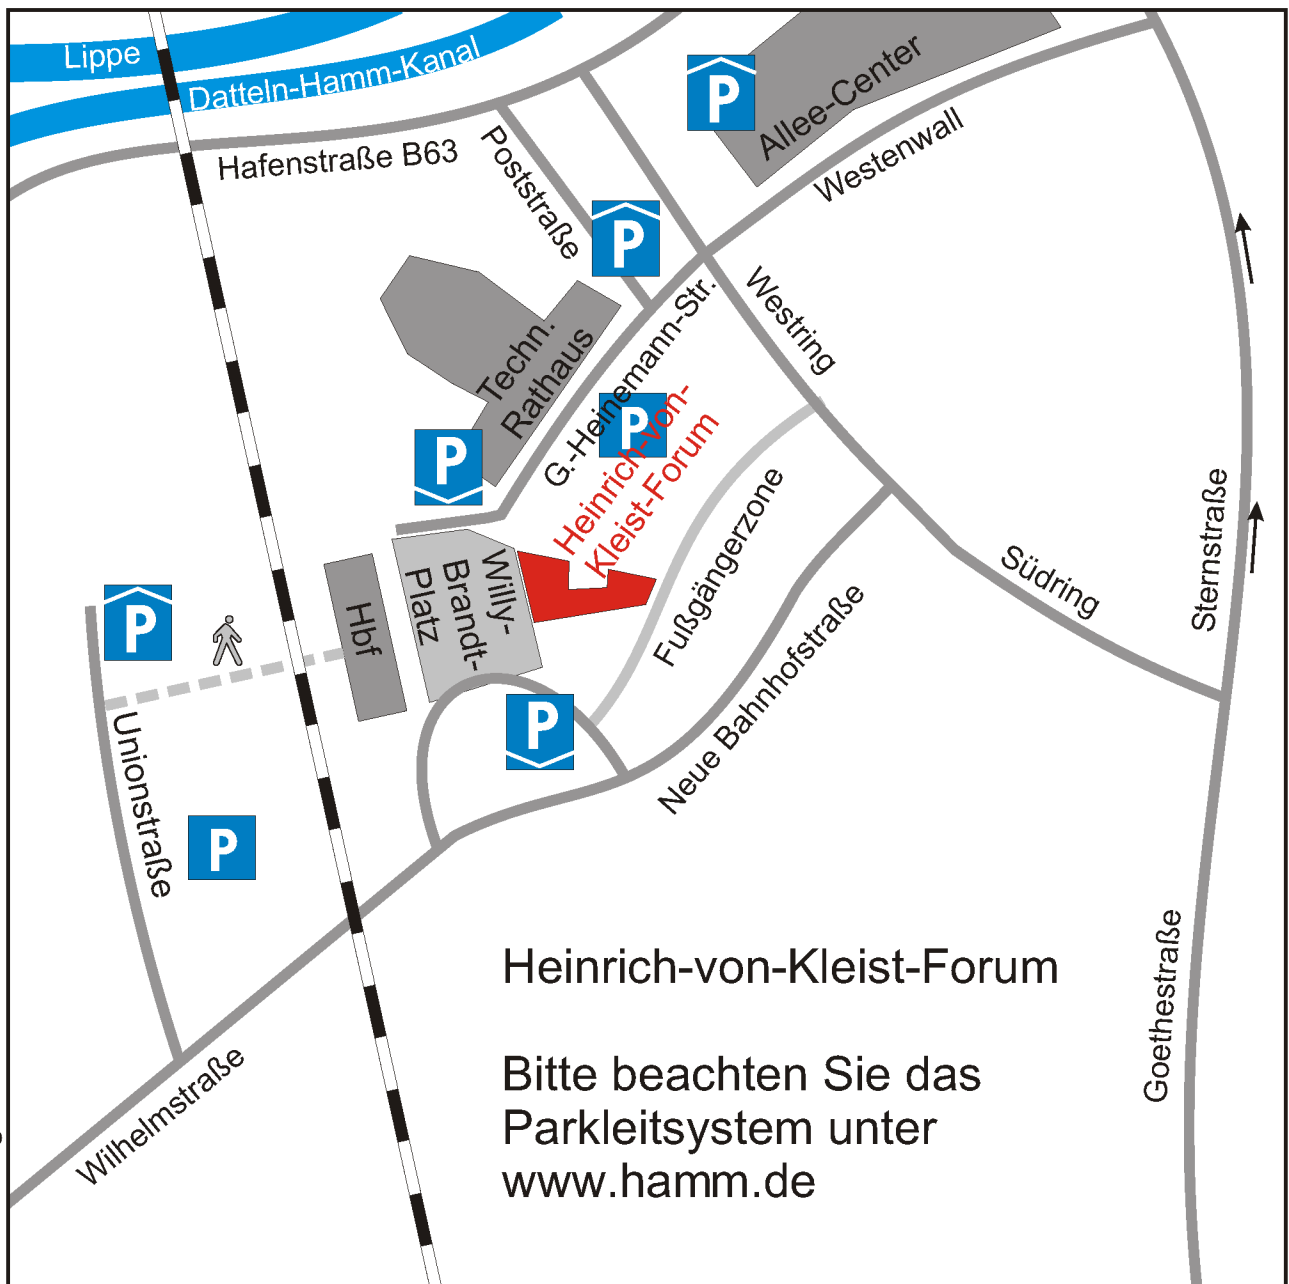 Lippe
Datteln-Hamm-Kanal
Hafenstraße B63
Poststraße
P
Allee-Center
Westenwall
P
Techn.
Rathaus
G.-Heinemann-Str.
Westring
P
P
Heinrich-von-
Kleist-Forum
Fußgängerzone
Südring
Sternstraße
Willy-
Brandt-
Platz
Hbf
P
Neue Bahnhofstraße
P
Unionstraße
P
Wilhelmstraße
Goethestraße
Heinrich-von-Kleist-Forum
Bitte beachten Sie das
Parkleitsystem unter
www.hamm.de